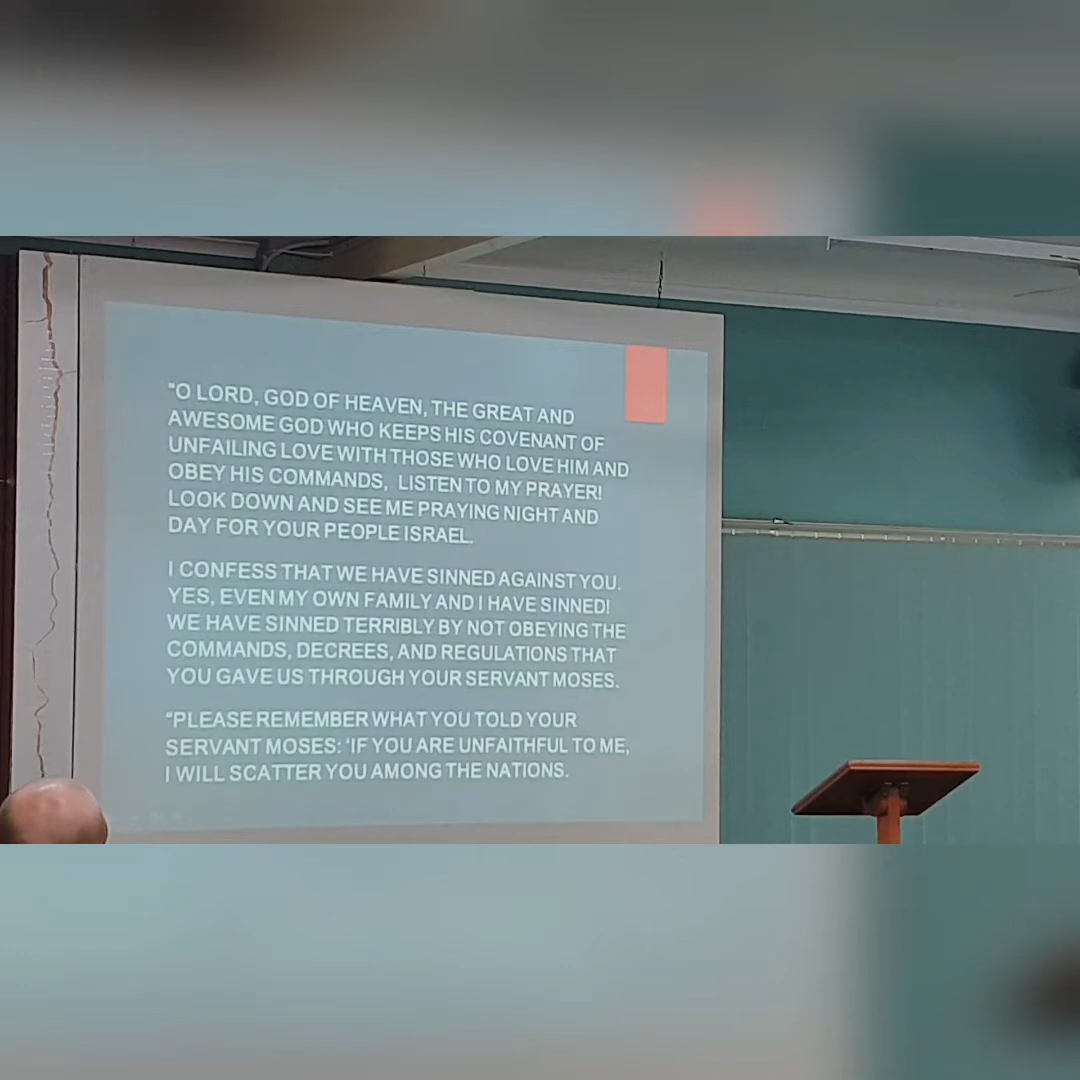 "O LORD, GOD OF HEAVEN, THE GREAT AND
AWESOME GOD WHO KEEPS HIS COVENANT OF
UNFAILING LOVE WITH THOSE WHO LOVE HIM AND
OBEY HIS COMMANDS, LISTEN TO MY PRAYER!
LOOK DOWN AND SEE ME PRAYING NIGHT AND
DAY FOR YOUR PEOPLE ISRAEL.
I CONFESS THAT WE HAVE SINNED AGAINST YOU.
YES, EVEN MY OWN FAMILY AND I HAVE SINNED!
WE HAVE SINNED TERRIBLY BY NOT OBEYING THE
COMMANDS, DECREES, AND REGULATIONS THAT
YOU GAVE US THROUGH YOUR SERVANT MOSES.
"PLEASE REMEMBER WHAT YOU TOLD YOUR
SERVANT MOSES: 'IF YOU ARE UNFAITHFUL TO ME,
I WILL SCATTER YOU AMONG THE NATIONS.